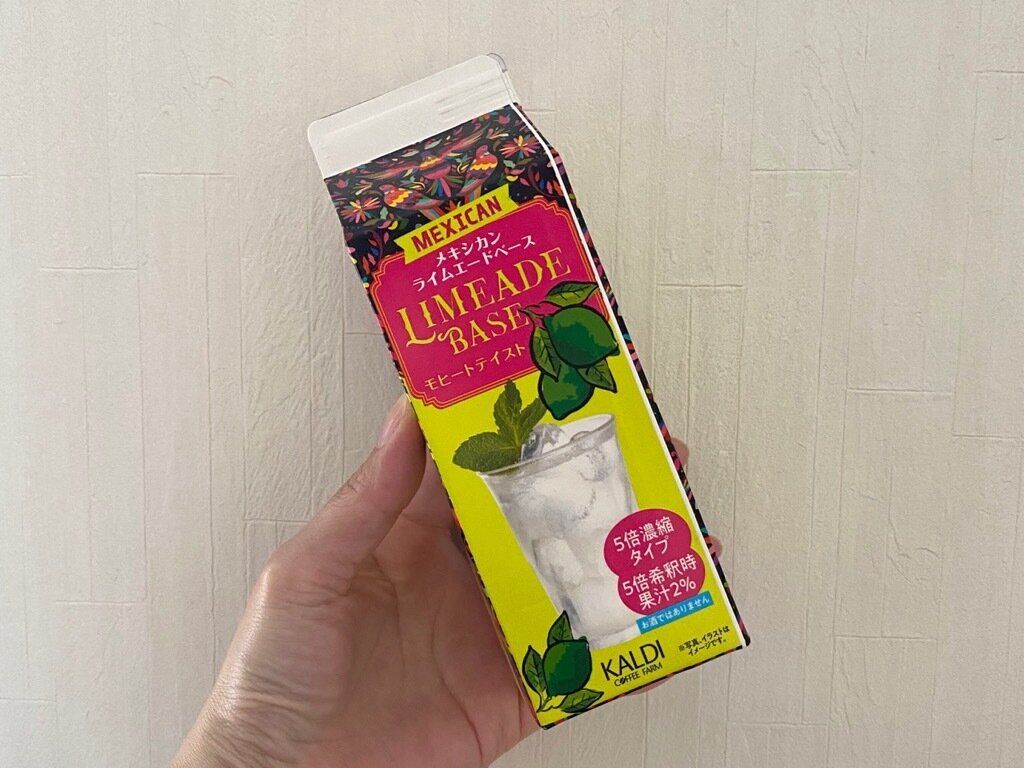 MEXICAN
メキシカン
ライムエードベース
LIMEADE
BASE
モヒートテイスト
5倍濃縮
タイプ
5倍希釈時
果汁2%
お酒ではありません
KALDI
COFFEE FARM
※写真、イラストは
イメージです。